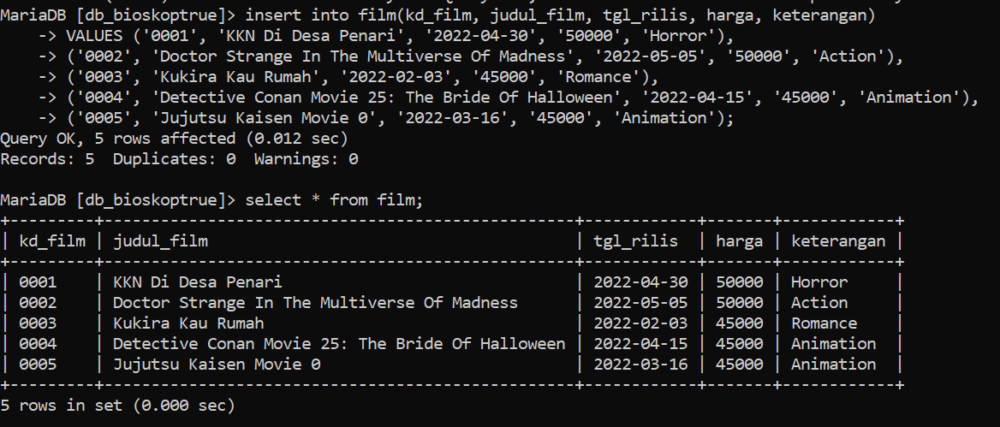 MariaDB [db_bioskoptrue]> insert into film(kd_film, judul_film, tgl_rilis, harga, keterangan)
    -> VALUES ('0001', 'KKN Di Desa Penari', '2022-04-30', '50000', 'Horror'),
    -> ('0002', 'Doctor Strange In The Multiverse Of Madness', '2022-05-05', '50000', 'Action'),
    -> ('0003', 'Kukira Kau Rumah', '2022-02-03', '45000', 'Romance'),
    -> ('0004', 'Detective Conan Movie 25: The Bride Of Halloween', '2022-04-15', '45000', 'Animation'),
    -> ('0005', 'Jujutsu Kaisen Movie 0', '2022-03-16', '45000', 'Animation');
Query OK, 5 rows affected (0.012 sec)
Records: 5  Duplicates: 0  Warnings: 0

MariaDB [db_bioskoptrue]> select * from film;
+---------+--------------------------------------------------+------------+-------+------------+
| kd_film | judul_film                                       | tgl_rilis  | harga | keterangan |
+---------+--------------------------------------------------+------------+-------+------------+
| 0001    | KKN Di Desa Penari                               | 2022-04-30 | 50000 | Horror     |
| 0002    | Doctor Strange In The Multiverse Of Madness      | 2022-05-05 | 50000 | Action     |
| 0003    | Kukira Kau Rumah                                 | 2022-02-03 | 45000 | Romance    |
| 0004    | Detective Conan Movie 25: The Bride Of Halloween | 2022-04-15 | 45000 | Animation  |
| 0005    | Jujutsu Kaisen Movie 0                           | 2022-03-16 | 45000 | Animation  |
+---------+--------------------------------------------------+------------+-------+------------+
5 rows in set (0.000 sec)